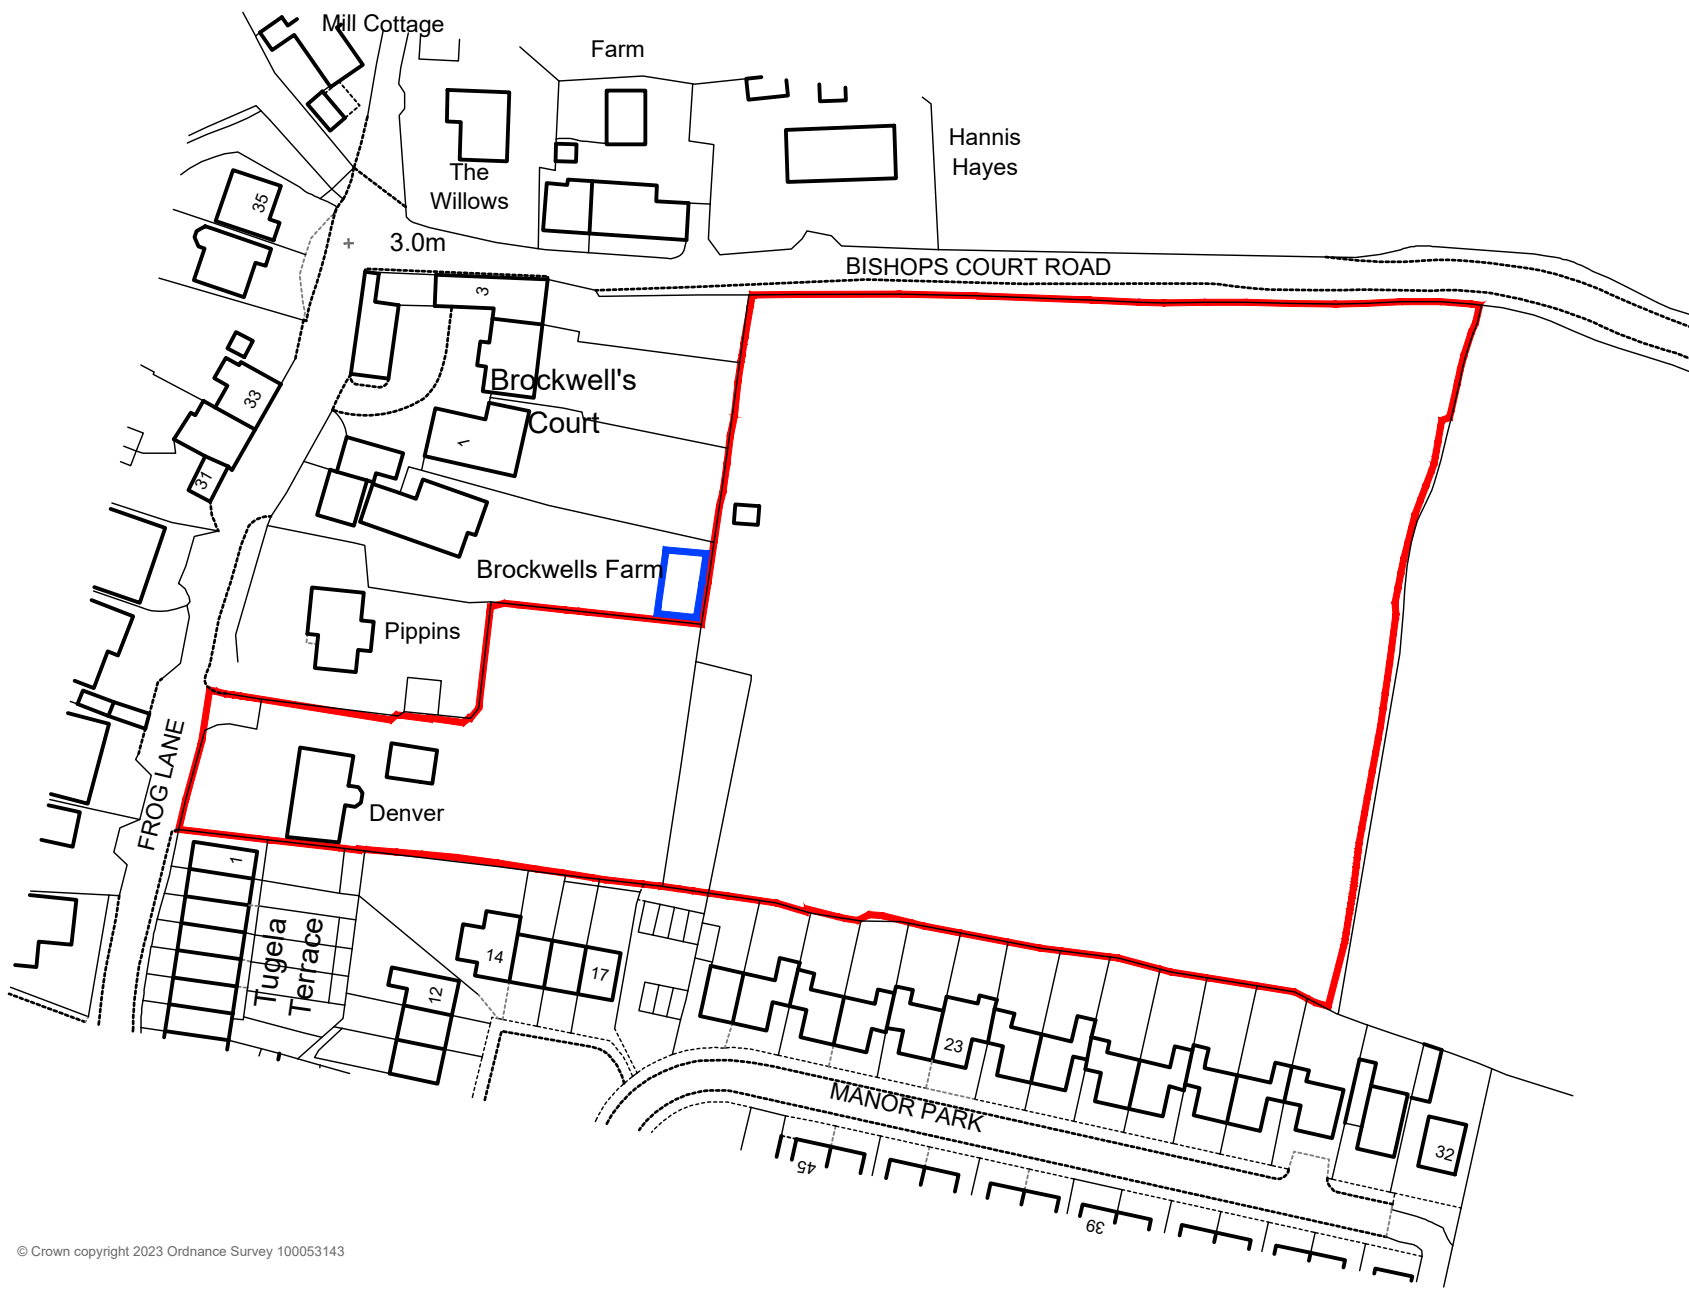 Mill Cottage
Farm
Hannis
Hayes
The
Willows
35
3.0m
BISHOPS COURT ROAD
3
Brockwell's
Court
33
1
31
Brockwells Farm
Pippins
FROG LANE
Denver
1
Tugela
Terrace
14
17
12
23
MANOR PARK
32
45
39
© Crown copyright 2023 Ordnance Survey 100053143